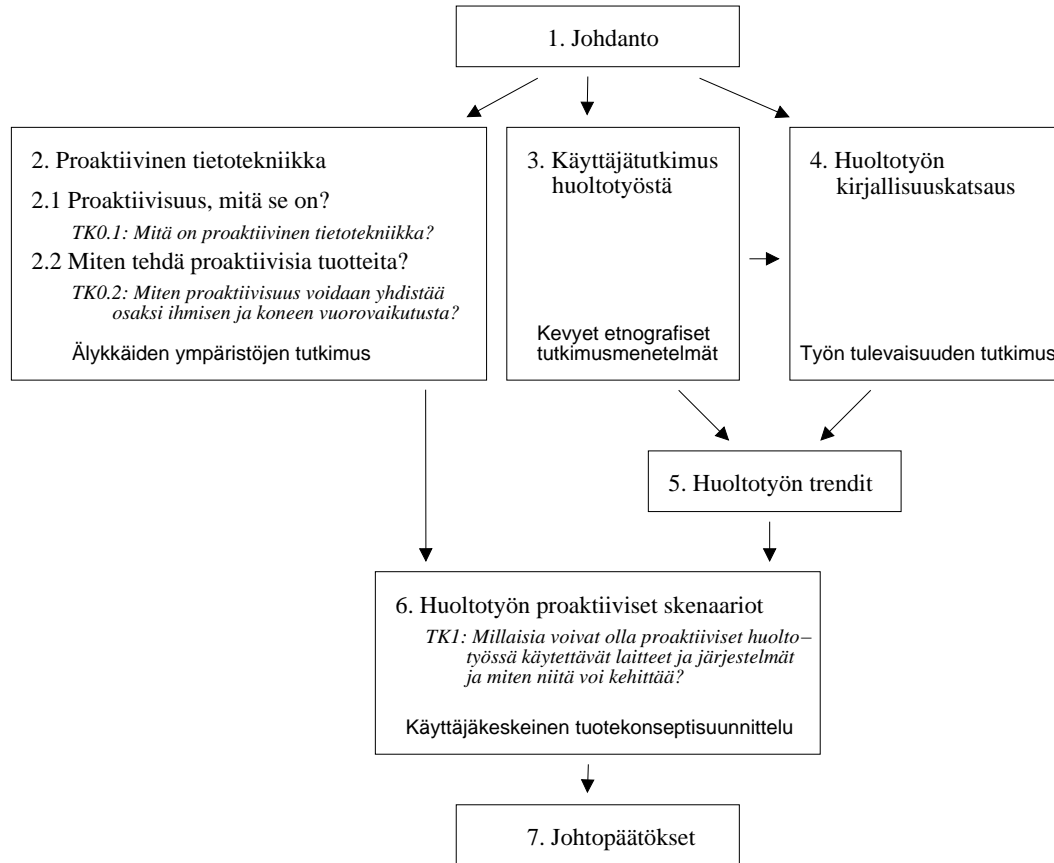 1. Johdanto
2. Proaktiivinen tietotekniikka
2.1 Proaktiivisuus, mitä se on?
TK0.1: Mitä on proaktiivinen tietotekniikka?
2.2 Miten tehdä proaktiivisia tuotteita?
TK0.2: Miten proaktiivisuus voidaan yhdistää
osaksi ihmisen ja koneen vuorovaikutusta?
Älykkäiden ympäristöjen tutkimus
3. Käyttäjätutkimus
huoltotyöstä
Kevyet etnografiset
tutkimusmenetelmät
4. Huoltotyön
kirjallisuuskatsaus
Työn tulevaisuuden tutkimus
5. Huoltotyön trendit
6. Huoltotyön proaktiiviset skenaariot
TK1: Millaisia voivat olla proaktiiviset huolto–
työssä käytettävät laitteet ja järjestelmät
ja miten niitä voi kehittää?
Käyttäjäkeskeinen tuotekonseptisuunnittelu
7. Johtopäätökset